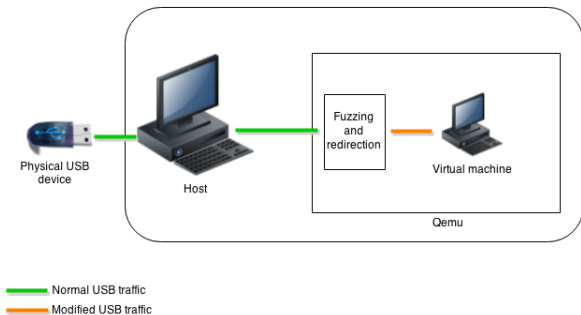 Fuzzing
and
redirection
Physical USB
device
Host
Virtual machine
Qemu
Normal USB traffic
Modified USB traffic